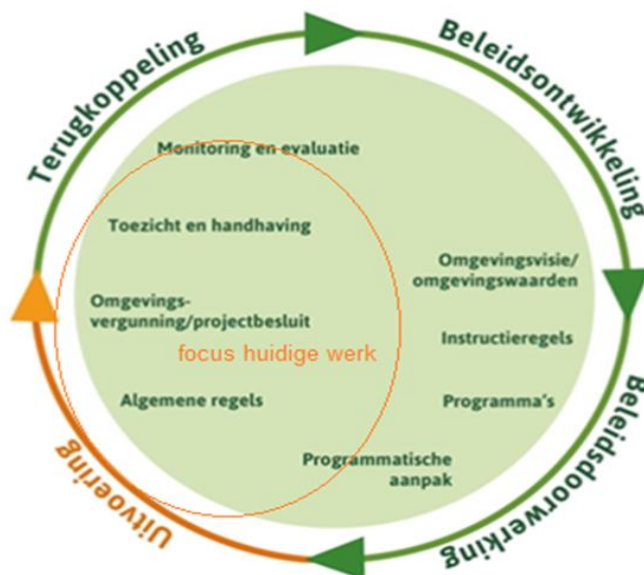 Terugkoppeling
Beleidsontwikkeling
Monitoring en evaluatie
Toezicht en handhaving
Omgevingsvisie/
omgevingswaarden
Omgevings-
vergunning/projectbesluit
Instructieregels
focus huidige werk
Algemene regels
Programma's
Programmatische
aanpak
Uitvoering
Beleidsdoorwerking